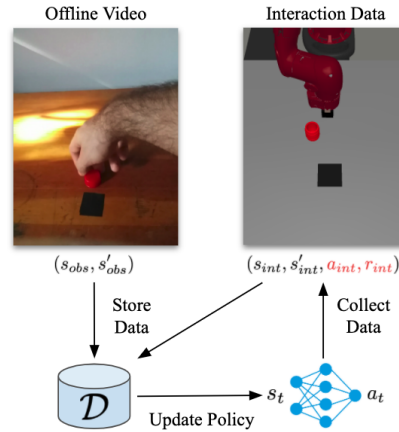 Offline Video
Interaction Data
(s_obs, s'_obs)
(s_int, s'_int, a_int, r_int)
Store
Data
Collect
Data
𝒟
s_t
a_t
Update Policy